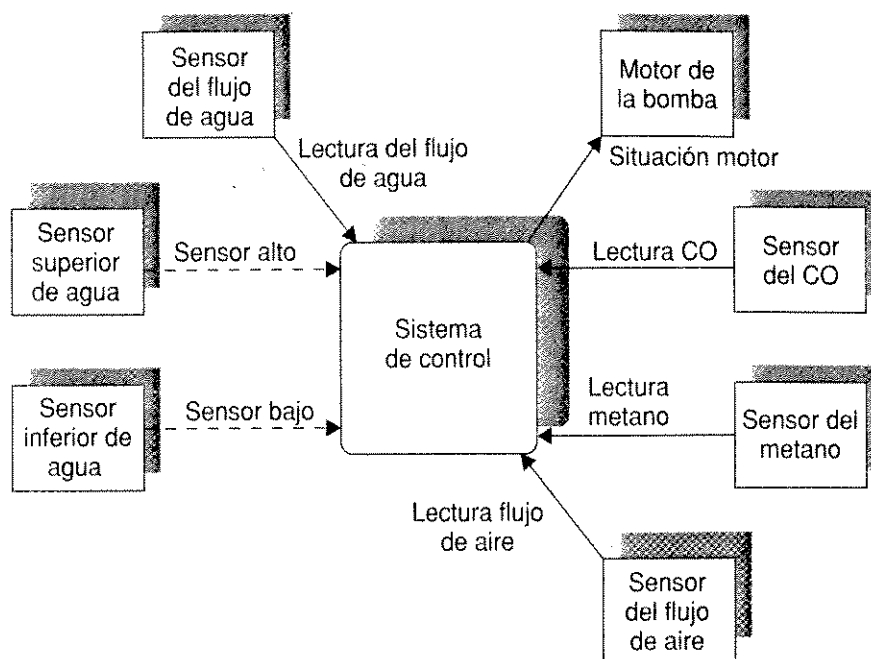 Sensor
del flujo
de agua
Motor de
la bomba
Lectura del flujo
de agua
Situación motor
Sensor
superior
de agua
Sensor alto
Lectura CO
Sensor
del CO
Sistema
de control
Sensor
inferior de
agua
Sensor bajo
Lectura
metano
Sensor del
metano
Lectura flujo
de aire
Sensor
del flujo
de aire